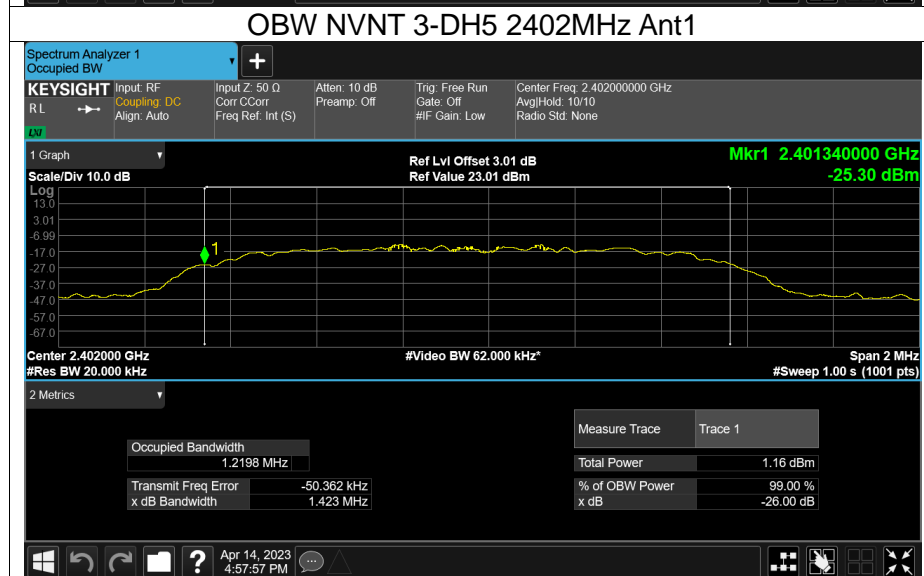 OBW NVNT 3-DH5 2402MHz Ant1
Spectrum Analyzer 1
Occupied BW
+
KEYSIGHT
RL
LXI
Input: RF
Coupling: DC
Align: Auto
Input Z: 50 Ω
Corr CCorr
Freq Ref: Int (S)
Atten: 10 dB
Preamp: Off
Trig: Free Run
Gate: Off
#IF Gain: Low
Center Freq: 2.402000000 GHz
Avg|Hold: 10/10
Radio Std: None
1 Graph
Scale/Div 10.0 dB
Ref Lvl Offset 3.01 dB
Ref Value 23.01 dBm
Mkr1 2.401340000 GHz
-25.30 dBm
Log
13.0
3.01
-6.99
-17.0
-27.0
-37.0
-47.0
-57.0
-67.0
1
Center 2.402000 GHz
#Res BW 20.000 kHz
#Video BW 62.000 kHz*
Span 2 MHz
#Sweep 1.00 s (1001 pts)
2 Metrics
Occupied Bandwidth
1.2198 MHz
Transmit Freq Error -50.362 kHz
x dB Bandwidth 1.423 MHz
Measure Trace Trace 1
Total Power 1.16 dBm
% of OBW Power 99.00 %
x dB -26.00 dB
?
Apr 14, 2023
4:57:57 PM